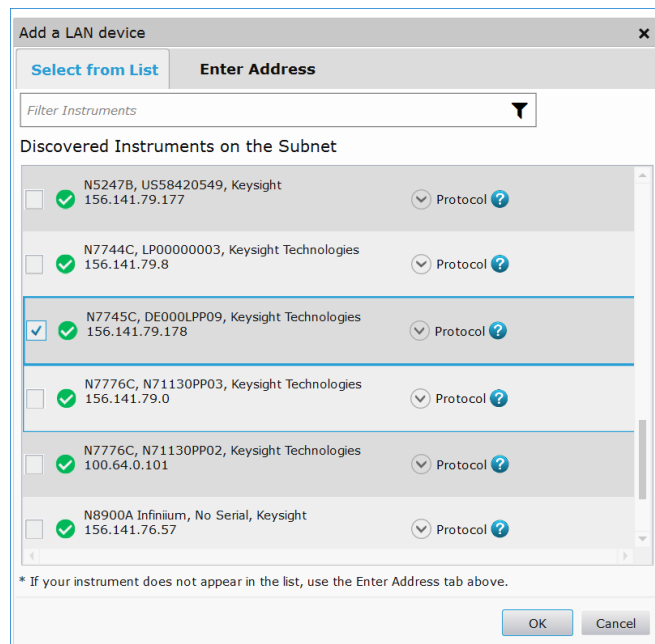 Add a LAN device
Select from List
Enter Address
Filter Instruments
Discovered Instruments on the Subnet
N5247B, US58420549, Keysight
156.141.79.177
Protocol ?
N7744C, LP00000003, Keysight Technologies
156.141.79.8
Protocol ?
N7745C, DE000LPP09, Keysight Technologies
156.141.79.178
Protocol ?
N7776C, N71130PP03, Keysight Technologies
156.141.79.0
Protocol ?
N7776C, N71130PP02, Keysight Technologies
100.64.0.101
Protocol ?
N8900A Infiniium, No Serial, Keysight
156.141.76.57
Protocol ?
* If your instrument does not appear in the list, use the Enter Address tab above.
OK
Cancel